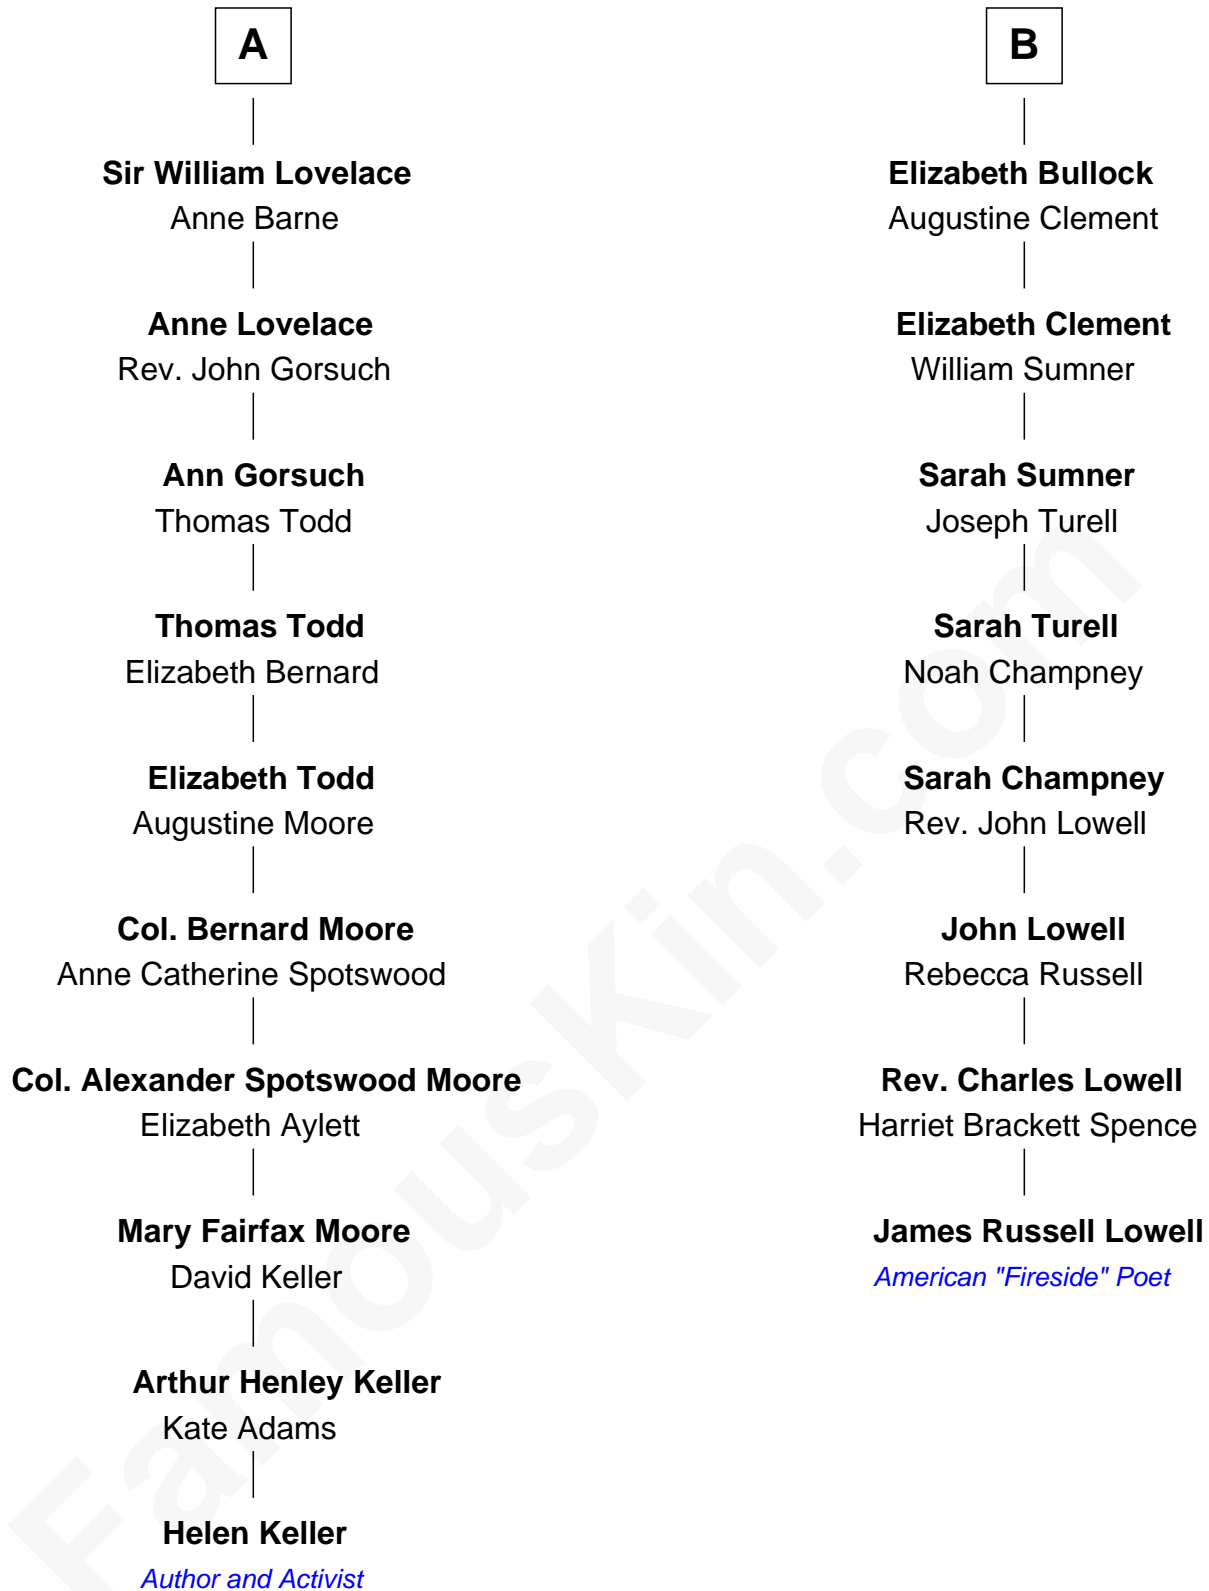 A
Sir William Lovelace
Anne Barne
Anne Lovelace
Rev. John Gorsuch
Ann Gorsuch
Thomas Todd
Thomas Todd
Elizabeth Bernard
Elizabeth Todd
Augustine Moore
Col. Bernard Moore
Anne Catherine Spotswood
Col. Alexander Spotswood Moore
Elizabeth Aylett
Mary Fairfax Moore
David Keller
Arthur Henley Keller
Kate Adams
Helen Keller
Author and Activist
B
Elizabeth Bullock
Augustine Clement
Elizabeth Clement
William Sumner
Sarah Sumner
Joseph Turell
Sarah Turell
Noah Champney
Sarah Champney
Rev. John Lowell
John Lowell
Rebecca Russell
Rev. Charles Lowell
Harriet Brackett Spence
James Russell Lowell
American "Fireside" Poet
FamousKin.com